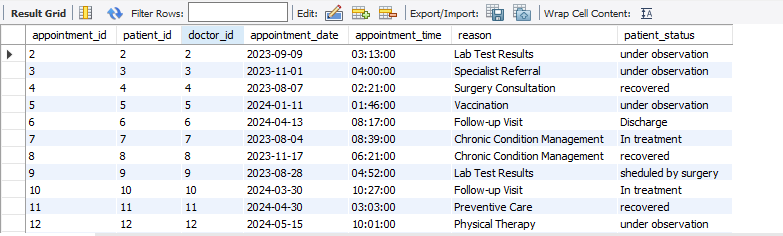 Result Grid Filter Rows: Edit: Export/Import: Wrap Cell Content: IA
appointment_id patient_id doctor_id appointment_date appointment_time reason patient_status
2 2 2 2023-09-09 03:13:00 Lab Test Results under observation
3 3 3 2023-11-01 04:00:00 Specialist Referral under observation
4 4 4 2023-08-07 02:21:00 Surgery Consultation recovered
5 5 5 2024-01-11 01:46:00 Vaccination under observation
6 6 6 2024-04-13 08:17:00 Follow-up Visit Discharge
7 7 7 2023-08-04 08:39:00 Chronic Condition Management In treatment
8 8 8 2023-11-17 06:21:00 Chronic Condition Management recovered
9 9 9 2023-08-28 04:52:00 Lab Test Results sheduled by surgery
10 10 10 2024-03-30 10:27:00 Follow-up Visit In treatment
11 11 11 2024-04-30 03:03:00 Preventive Care recovered
12 12 12 2024-05-15 10:01:00 Physical Therapy under observation